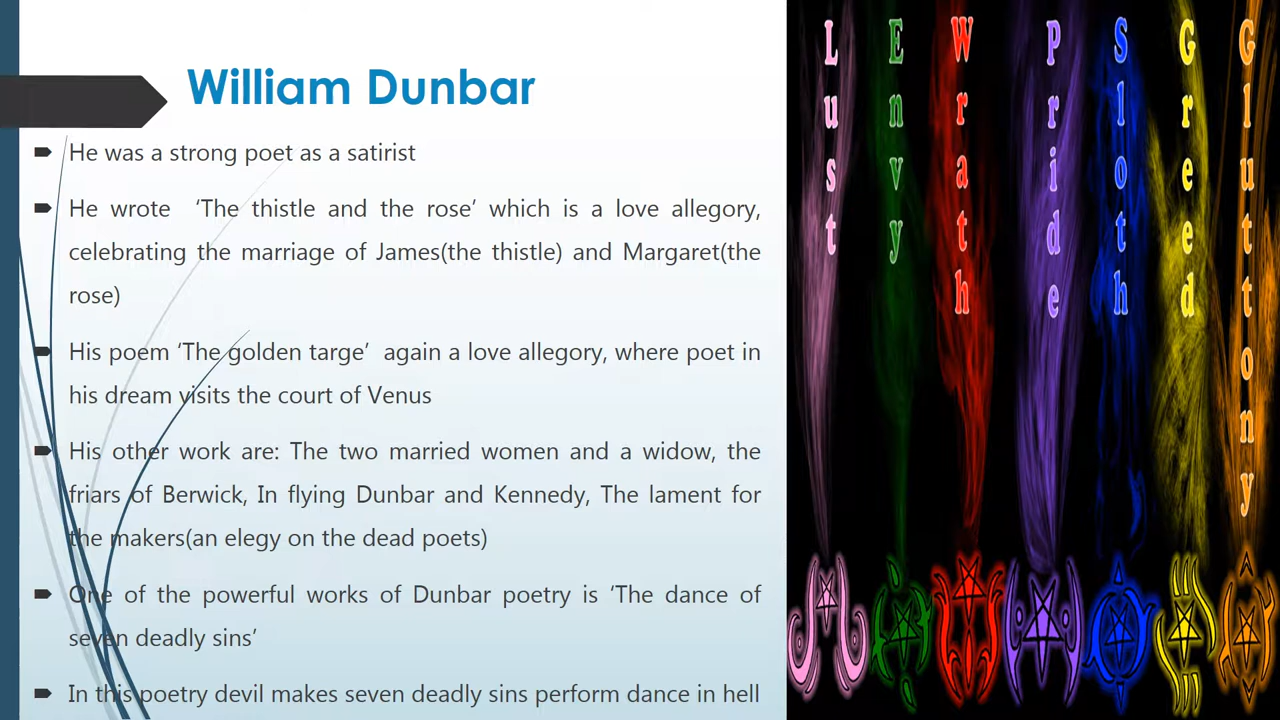 William Dunbar
He was a strong poet as a satirist
He wrote ‘The thistle and the rose’ which is a love allegory,
celebrating the marriage of James(the thistle) and Margaret(the
rose)
His poem ‘The golden targe’ again a love allegory, where poet in
his dream visits the court of Venus
His other work are: The two married women and a widow, the
friars of Berwick, In flying Dunbar and Kennedy, The lament for
the makers(an elegy on the dead poets)
One of the powerful works of Dunbar poetry is ‘The dance of
seven deadly sins’
In this poetry devil makes seven deadly sins perform dance in hell
Lust
Envy
Wrath
Pride
Sloth
Greed
Gluttony